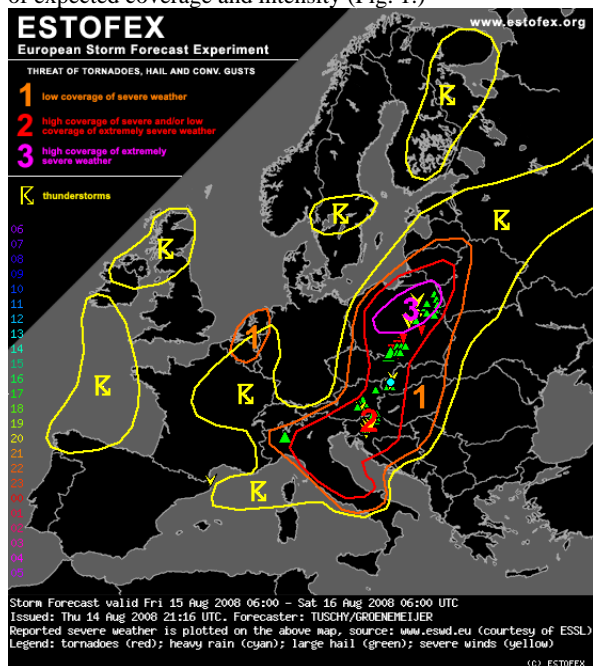 of expected coverage and intensity (Fig. 1.)
ESTOFEX
www.estofex.org
European Storm Forecast Experiment
THREAT OF TORNADOES, HAIL AND CONV. GUSTS
1 low coverage of severe weather
2 high coverage of severe and/or low
coverage of extremely severe weather
3 high coverage of extremely
severe weather
thunderstorms
06
07
08
09
10
11
12
13
14
15
16
17
18
19
20
21
22
23
00
01
02
03
04
05
3
1
1
2
Storm Forecast valid Fri 15 Aug 2008 06:00 - Sat 16 Aug 2008 06:00 UTC
Issued: Thu 14 Aug 2008 21:16 UTC. Forecaster: TUSCHY/GROENEMEIJER
Reported severe weather is plotted on the above map, source: www.eswd.eu (courtesy of ESSL)
Legend: tornadoes (red); heavy rain (cyan); large hail (green); severe winds (yellow)
(C) ESTOFEX